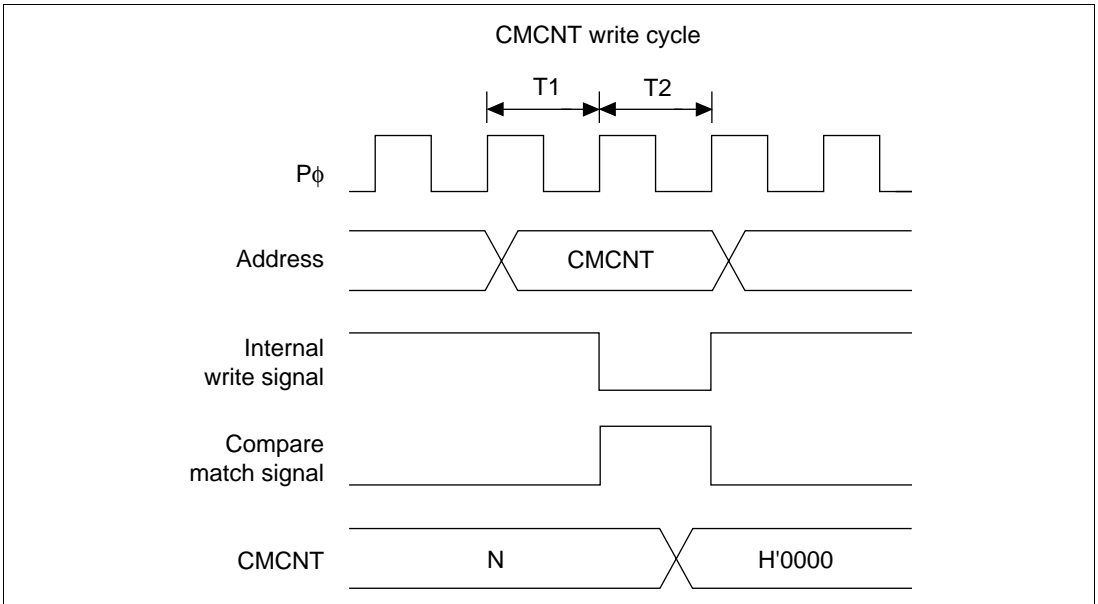 CMCNT write cycle
T1 T2
Pϕ
Address CMCNT
Internal
write signal
Compare
match signal
CMCNT N H'0000